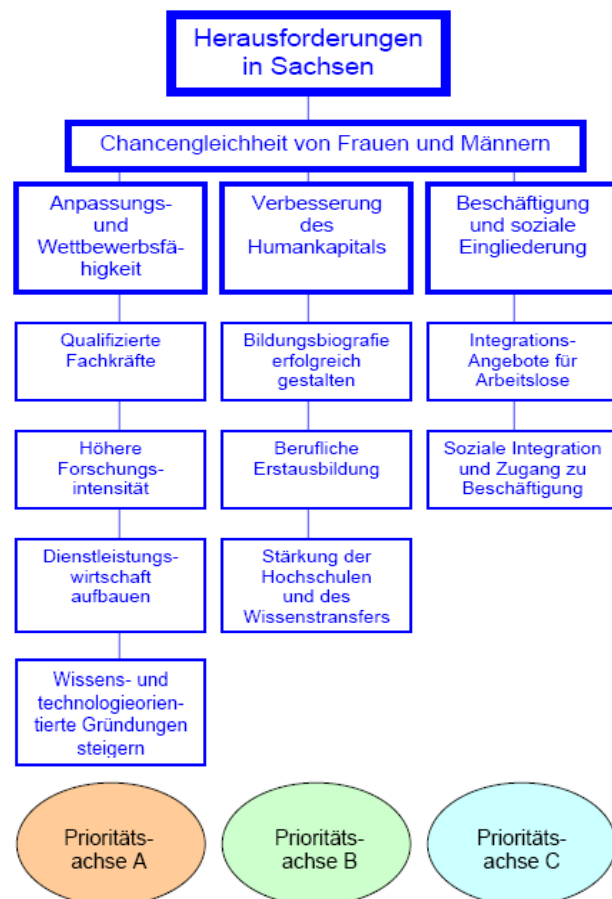 Herausforderungen
in Sachsen
Chancengleichheit von Frauen und Männern
Anpassungs-
und
Wettbewerbsfä-
higkeit
Verbesserung
des
Humankapitals
Beschäftigung
und soziale
Eingliederung
Qualifizierte
Fachkräfte
Bildungsbiografie
erfolgreich
gestalten
Integrations-
Angebote für
Arbeitslose
Höhere
Forschungs-
intensität
Berufliche
Erstausbildung
Soziale Integration
und Zugang zu
Beschäftigung
Dienstleistungs-
wirtschaft
aufbauen
Stärkung der
Hochschulen
und des
Wissenstransfers
Wissens- und
technologieorien-
tierte Gründungen
steigern
Prioritäts-
achse A
Prioritäts-
achse B
Prioritäts-
achse C